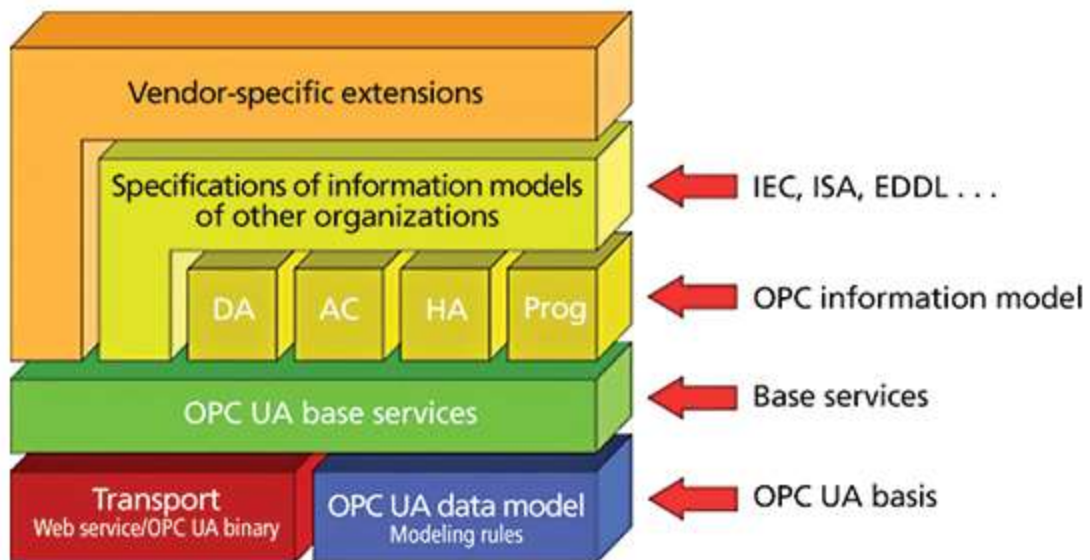 Vendor-specific extensions
Specifications of information models
of other organizations
IEC, ISA, EDDL . . .
DA
AC
HA
Prog
OPC information model
OPC UA base services
Base services
Transport
Web service/OPC UA binary
OPC UA data model
Modeling rules
OPC UA basis